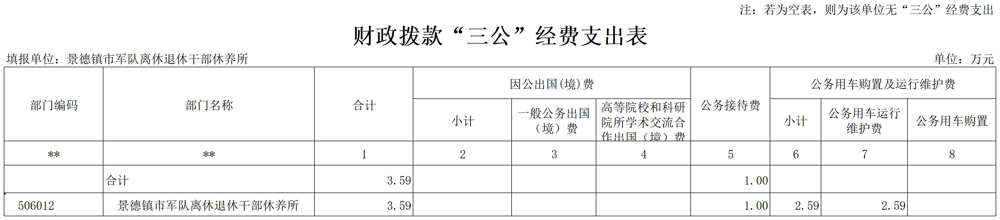 注：若为空表，则为该单位无“三公”经费支出
财政拨款“三公”经费支出表
填报单位：景德镇市军队离休退休干部休养所 单位：万元
部门编码 部门名称 合计 因公出国(境)费 公务接待费 公务用车购置及运行维护费
小计 一般公务出国（境）费 高等院校和科研院所学术交流合作出国（境）费 小计 公务用车运行维护费 公务用车购置
** ** 1 2 3 4 5 6 7 8
合计 3.59 1.00
506012 景德镇市军队离休退休干部休养所 3.59 1.00 2.59 2.59